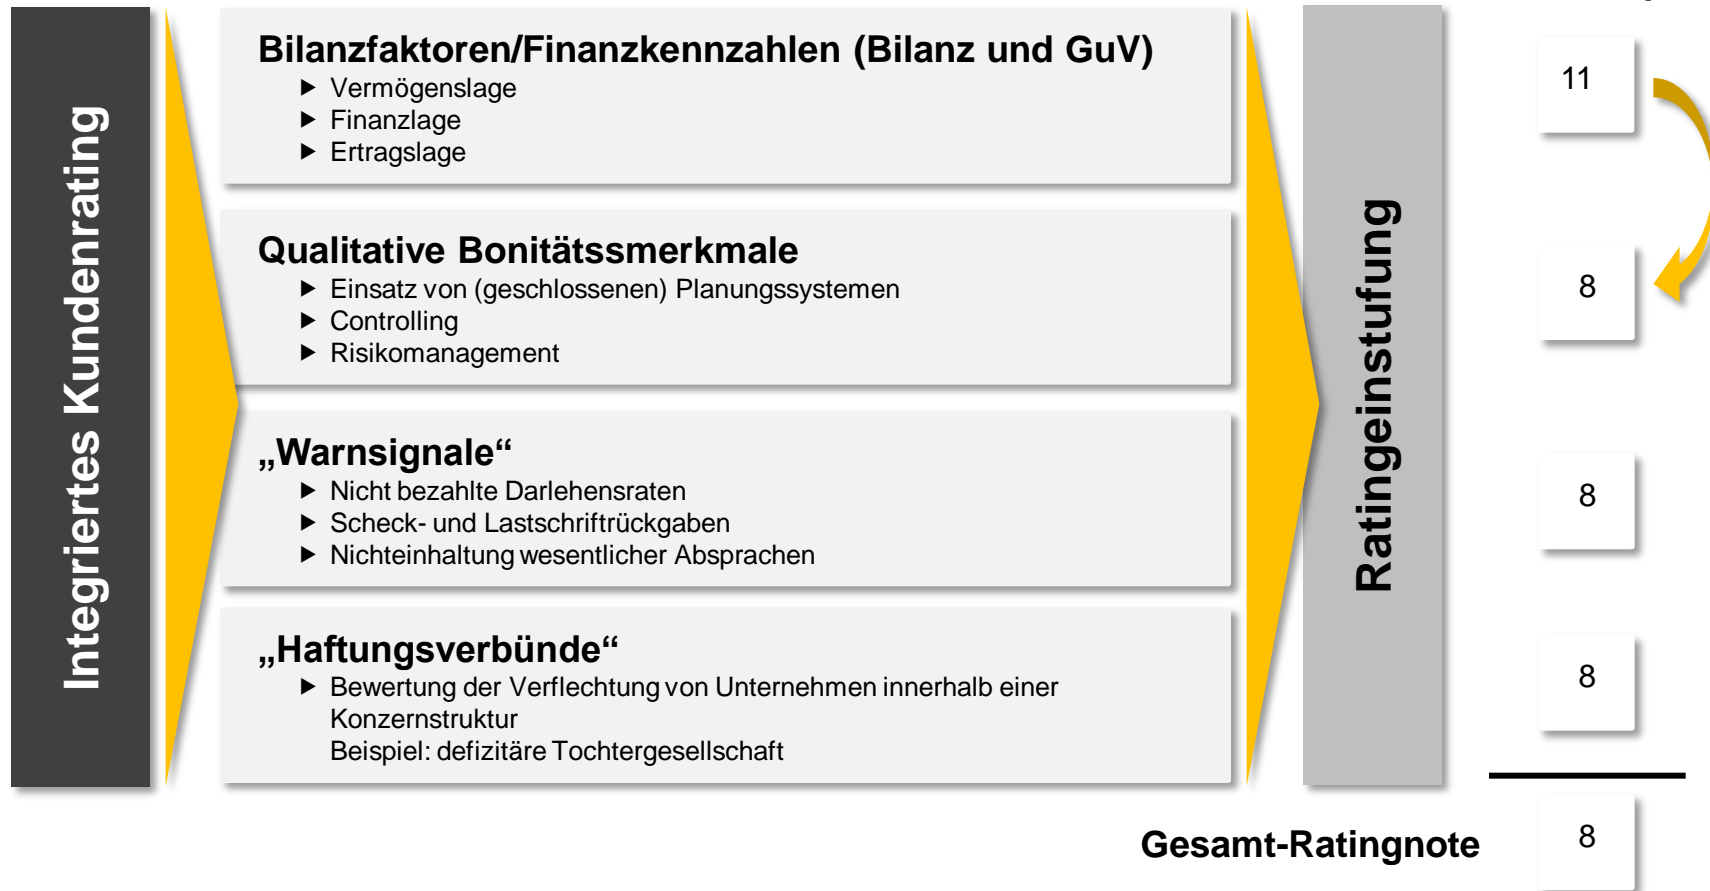 Integriertes Kundenrating
Bilanzfaktoren/Finanzkennzahlen (Bilanz und GuV)
► Vermögenslage
► Finanzlage
► Ertragslage
11
Qualitative Bonitätssmerkmale
► Einsatz von (geschlossenen) Planungssystemen
► Controlling
► Risikomanagement
8
„Warnsignale“
► Nicht bezahlte Darlehensraten
► Scheck- und Lastschriftrückgaben
► Nichteinhaltung wesentlicher Absprachen
8
„Haftungsverbünde“
► Bewertung der Verflechtung von Unternehmen innerhalb einer
Konzernstruktur
Beispiel: defizitäre Tochtergesellschaft
8
Ratingeinstufung
Gesamt-Ratingnote
8